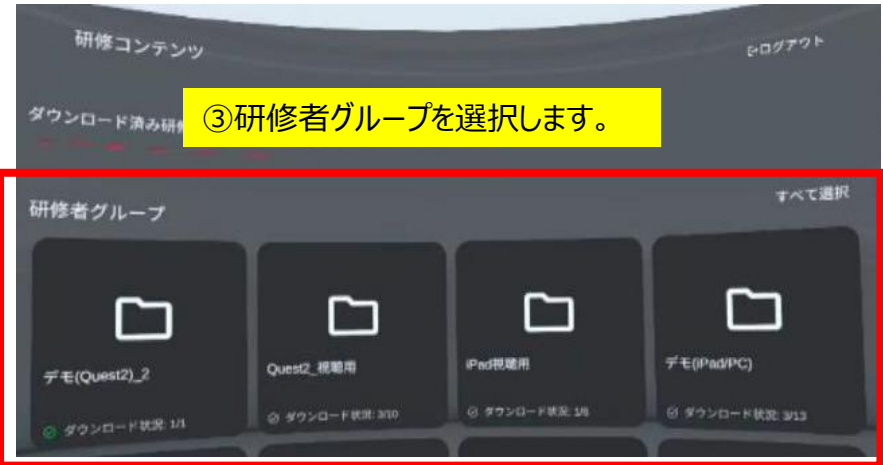 研修コンテンツ
ログアウト
ダウンロード済み研修
③研修者グループを選択します。
研修者グループ
すべて選択
デモ(Quest2)_2
Quest2_視聴用
iPad視聴用
デモ(iPad/PC)
ダウンロード状況: 1/1
ダウンロード状況: 3/10
ダウンロード状況:
ダウンロード状況: 3/13